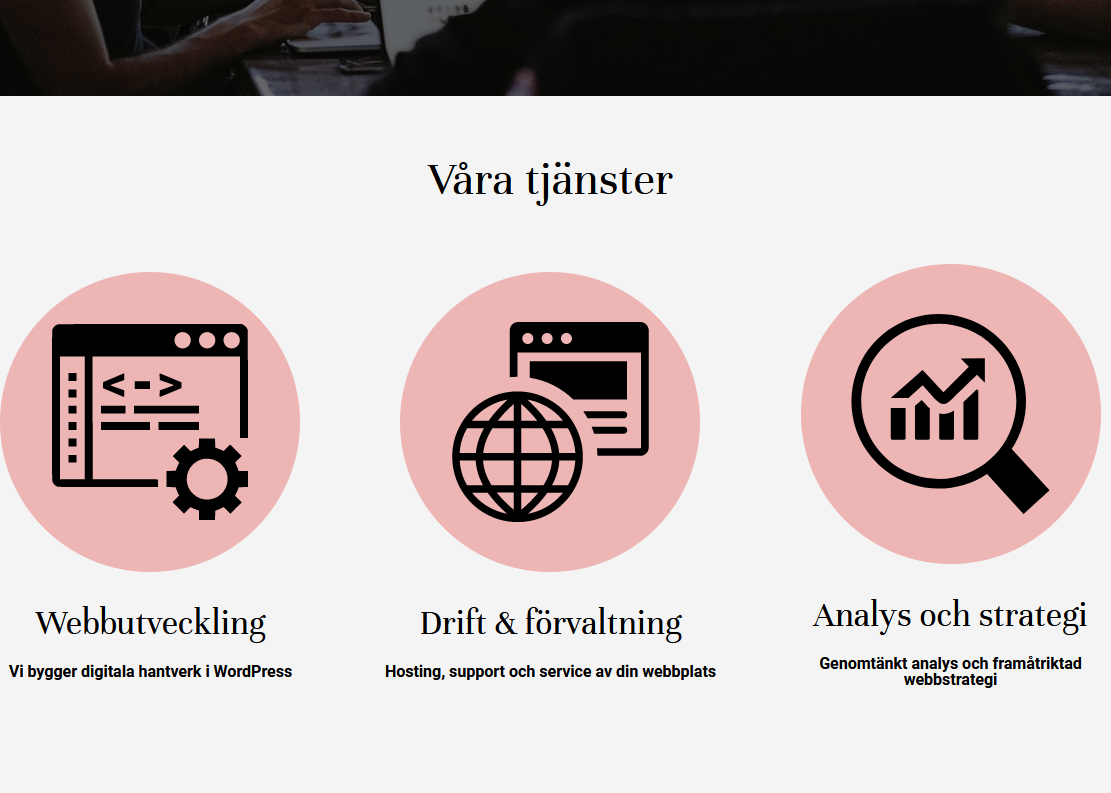 Våra tjänster
Webbutveckling
Vi bygger digitala hantverk i WordPress
Drift & förvaltning
Hosting, support och service av din webbplats
Analys och strategi
Genomtänkt analys och framåtriktad
webbstrategi